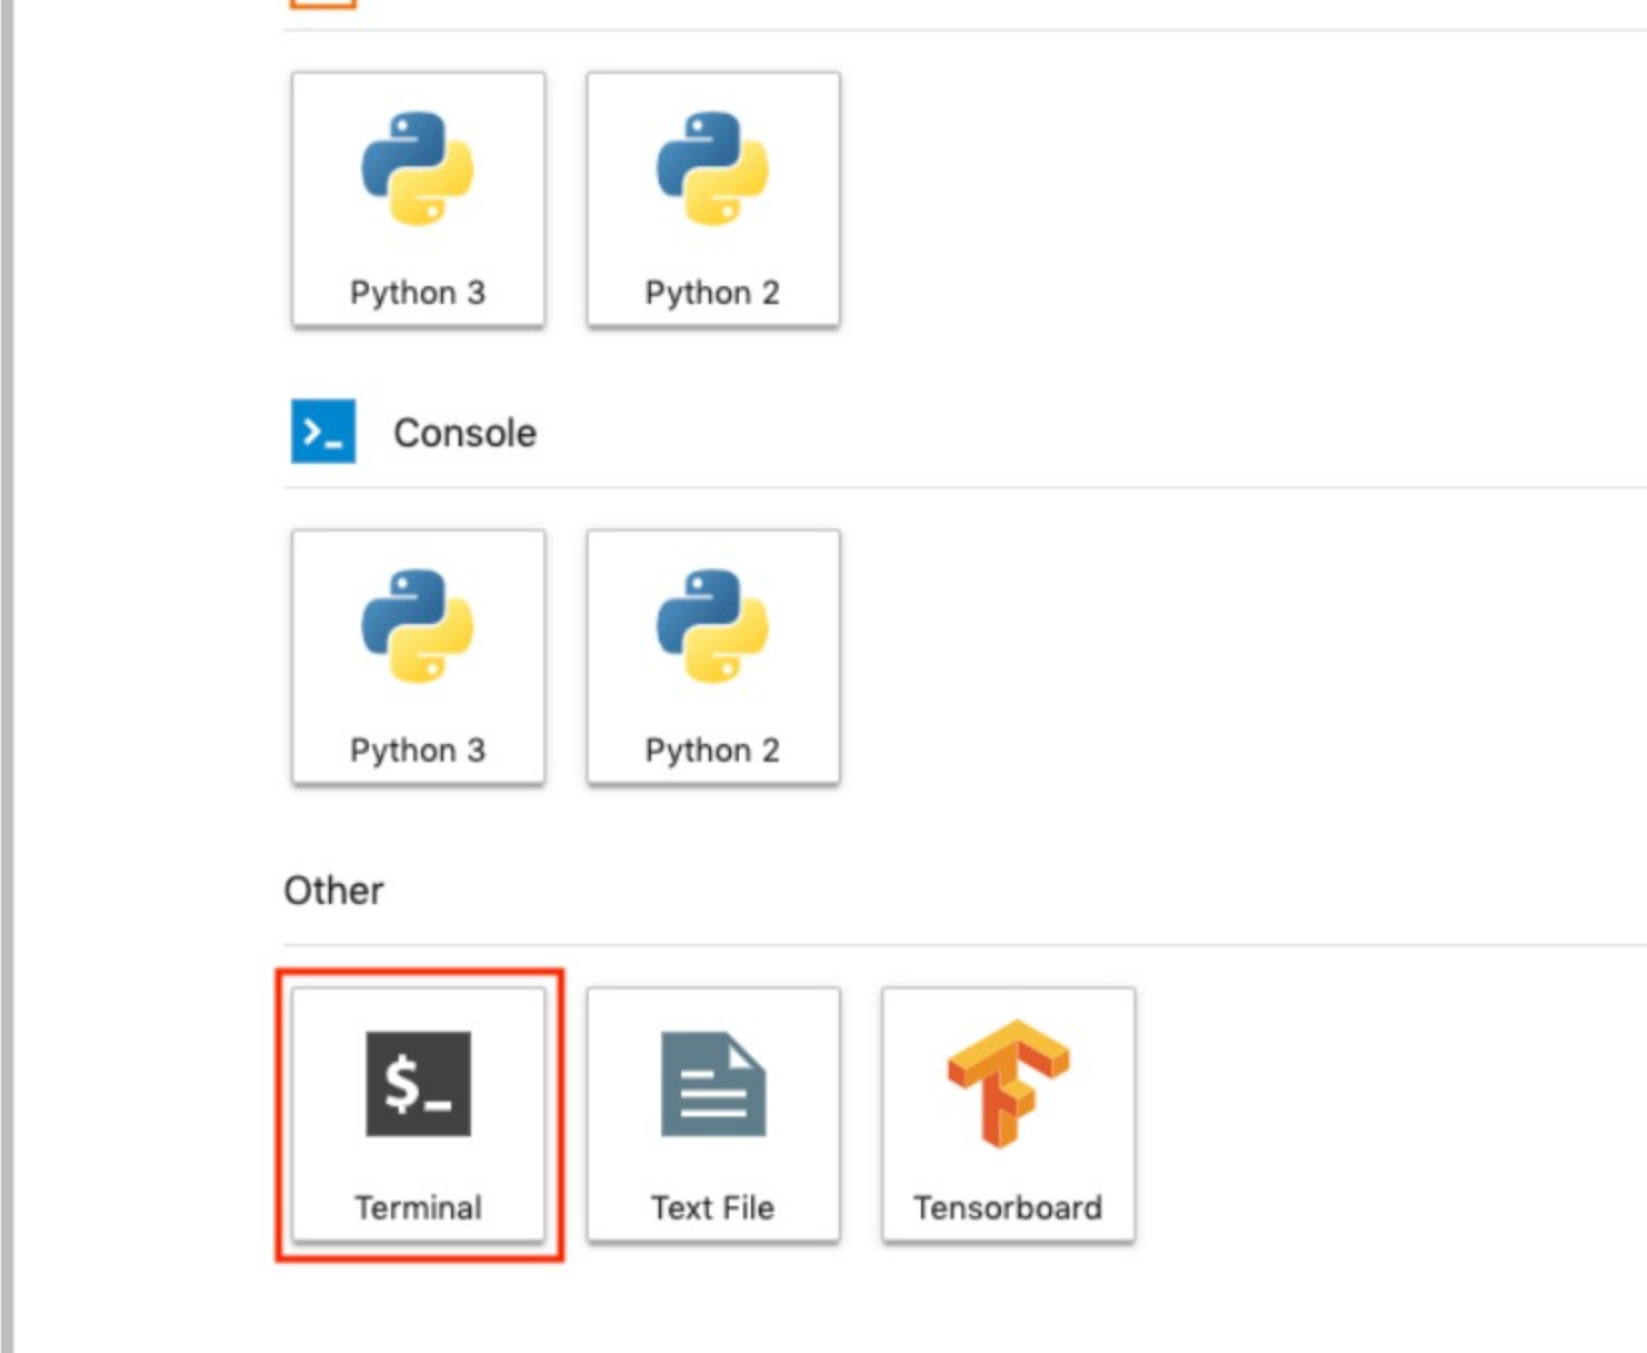 Python 3 Python 2
>_ Console
Python 3 Python 2
Other
$_
Terminal Text File Tensorboard